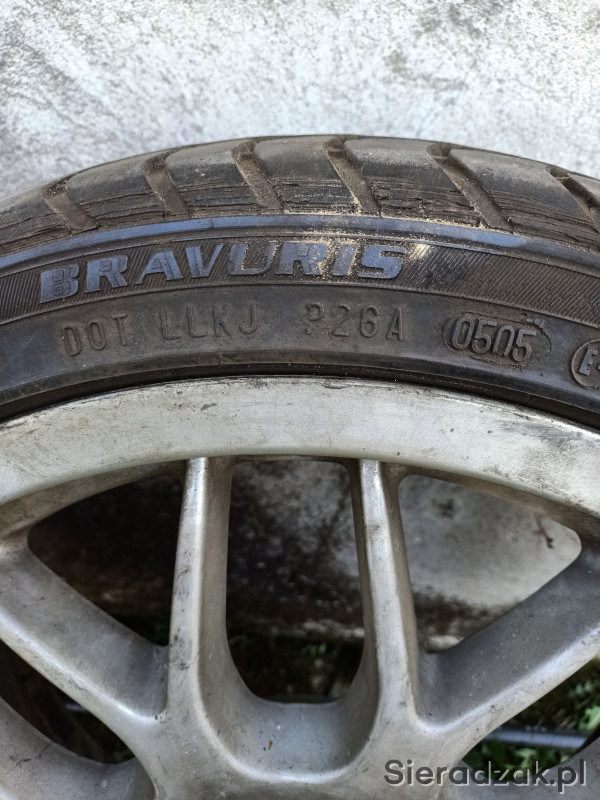 BRAVURIS
DOT LLKJ P26A 0505 E
Sieradzak.pl